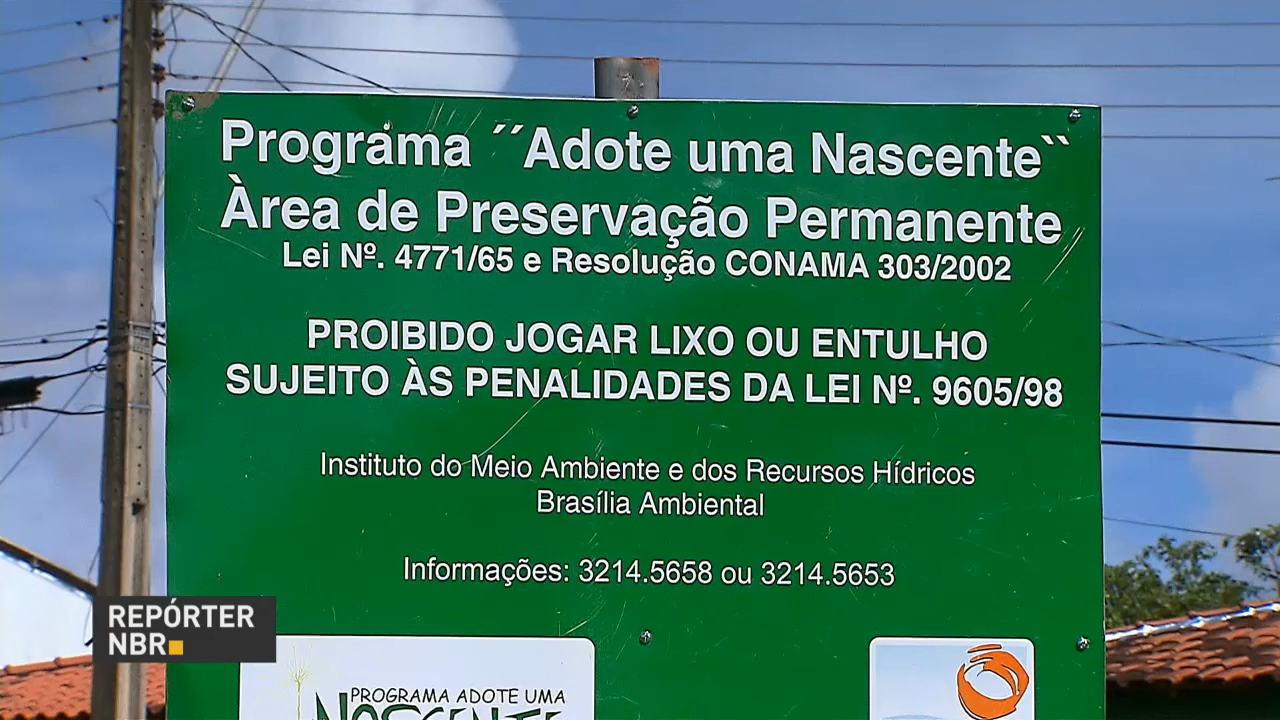 Programa ´´Adote uma Nascente``
Àrea de Preservação Permanente
Lei Nº. 4771/65 e Resolução CONAMA 303/2002
PROIBIDO JOGAR LIXO OU ENTULHO
SUJEITO ÀS PENALIDADES DA LEI Nº. 9605/98
Instituto do Meio Ambiente e dos Recursos Hídricos
Brasília Ambiental
Informações: 3214.5658 ou 3214.5653
REPÓRTER
NBR
PROGRAMA ADOTE UMA
NASCENTE